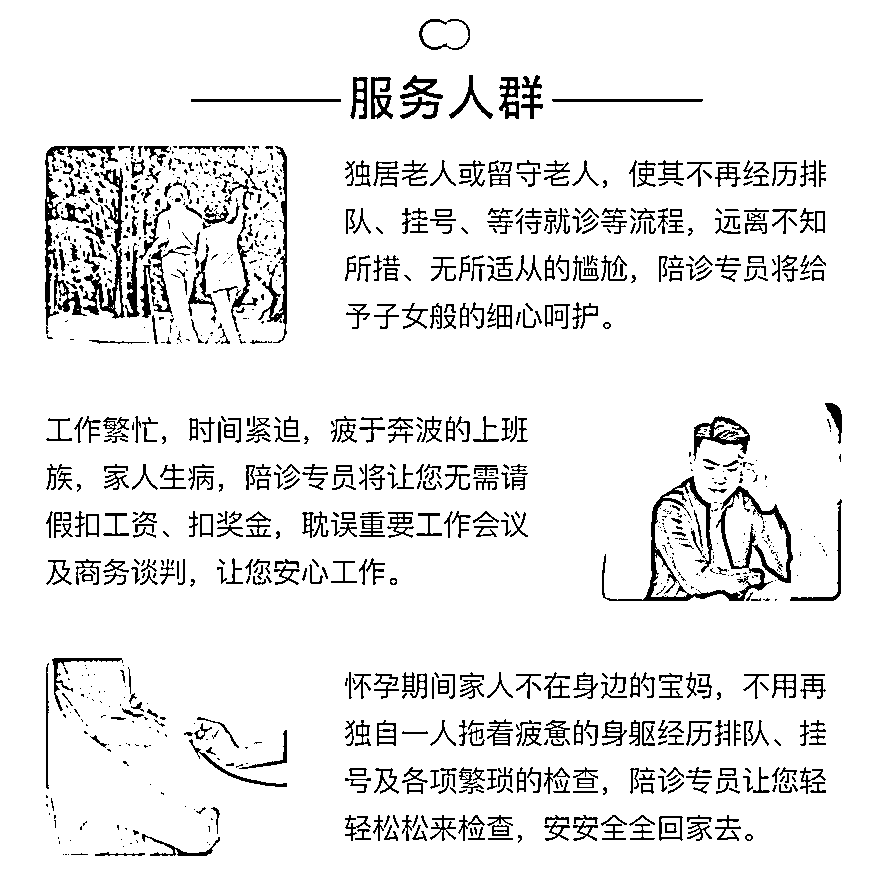 服务人群
独居老人或留守老人，使其不再经历排
队、挂号、等待就诊等流程，远离不知
所措、无所适从的尴尬，陪诊专员将给
予子女般的细心呵护。
工作繁忙，时间紧迫，疲于奔波的上班
族，家人生病，陪诊专员将让您无需请
假扣工资、扣奖金，耽误重要工作会议
及商务谈判，让您安心工作。
怀孕期间家人不在身边的宝妈，不用再
独自一人拖着疲惫的身躯经历排队、挂
号及各项繁琐的检查，陪诊专员让您轻
轻松松来检查，安安全全回家去。